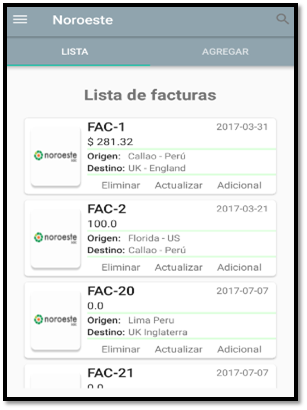 Noroeste
LISTA AGREGAR
Lista de facturas
FAC-1 2017-03-31
$ 281.32
noroeste
Origen: Callao - Perú
Destino: UK - England
Eliminar Actualizar Adicional
FAC-2 2017-03-21
100.0
noroeste
Origen: Florida - US
Destino: Callao - Perú
Eliminar Actualizar Adicional
FAC-20 2017-07-07
0.0
noroeste
Origen: Lima Peru
Destino: UK Inglaterra
Eliminar Actualizar Adicional
FAC-21 2017-07-07
0.0